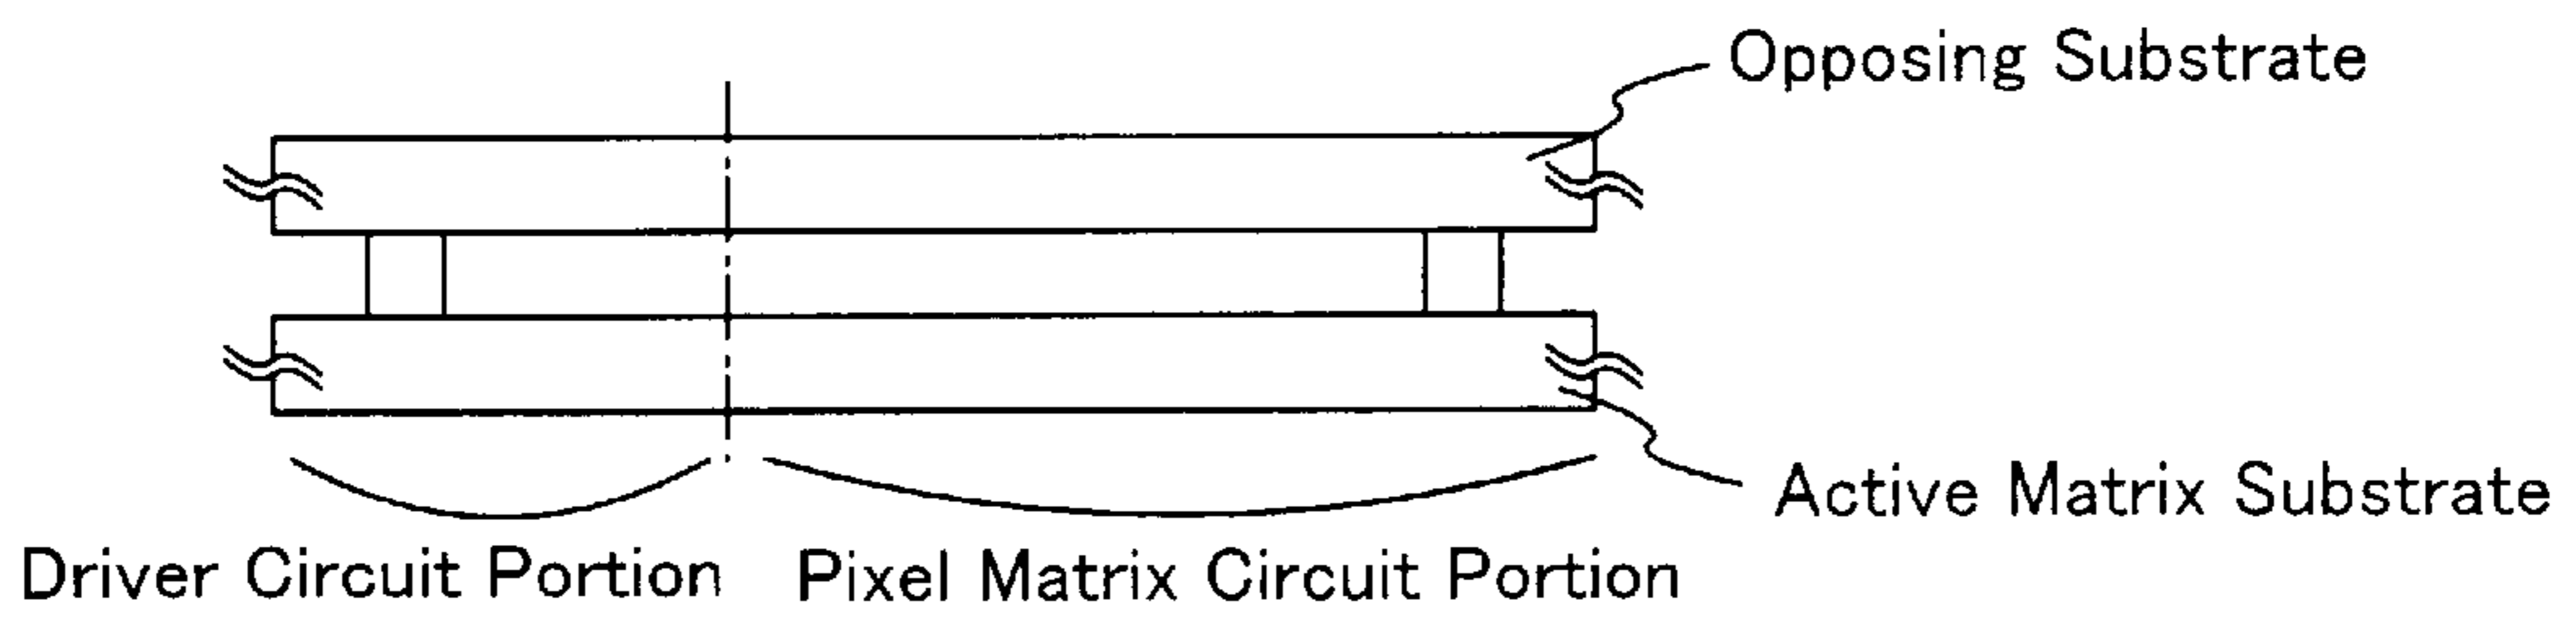 Opposing Substrate
Active Matrix Substrate
Driver Circuit Portion
Pixel Matrix Circuit Portion